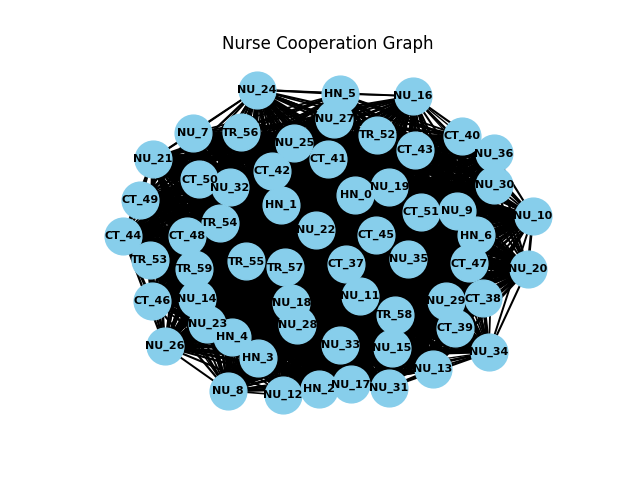 Nurse Cooperation Graph
NU_24
HN_5
NU_16
NU_27
NU_7
TR_56
TR_52
CT_40
NU_25
CT_43
NU_36
NU_21
CT_41
CT_42
CT_50
NU_32
NU_19
NU_30
HN_0
CT_49
HN_1
CT_51
NU_9
NU_10
TR_54
NU_22
CT_44
CT_48
CT_45
HN_6
TR_53
TR_59
TR_55
TR_57
CT_37
NU_35
CT_47
NU_20
CT_46
NU_14
NU_18
NU_11
NU_29
CT_38
NU_23
NU_28
TR_58
CT_39
HN_4
NU_26
HN_3
NU_33
NU_15
NU_34
NU_13
NU_8
NU_12
HN_2
NU_17
NU_31